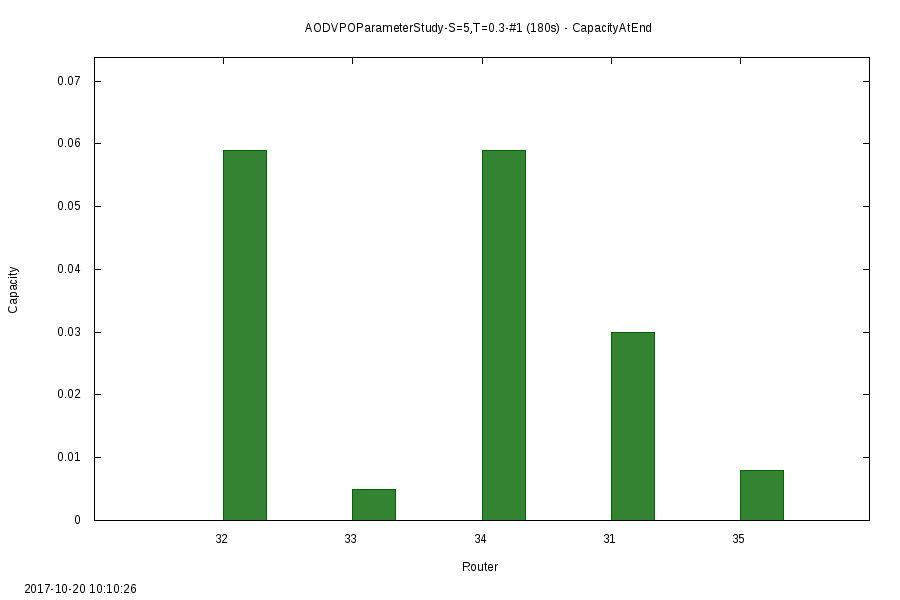 AODVPOParameterStudy-S=5,T=0.3-#1 (180s) - CapacityAtEnd
0.07
0.06
0.05
0.04
0.03
0.02
0.01
0
Capacity
32 33 34 31 35
Router
2017-10-20 10:10:26